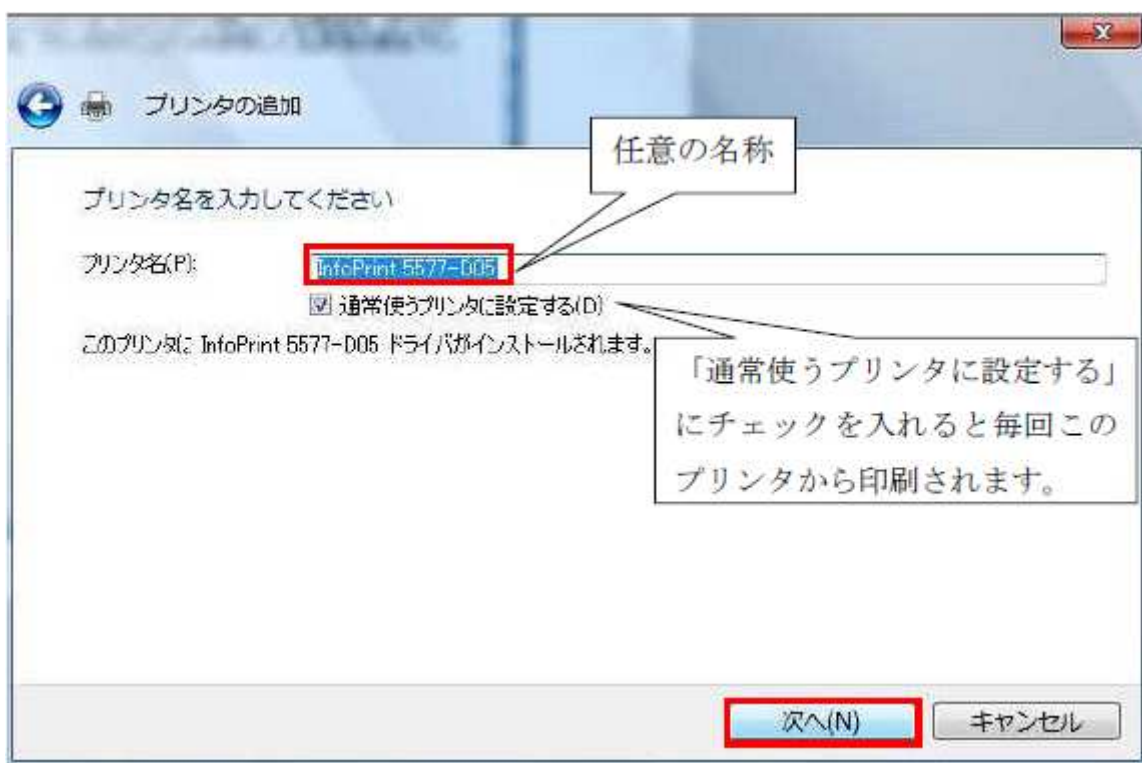 プリンタの追加
任意の名称
プリンタ名を入力してください
プリンタ名(P):
InfoPrint 5577-D05
通常使うプリンタに設定する(D)
このプリンタに InfoPrint 5577-D05 ドライバがインストールされます。
「通常使うプリンタに設定する」
にチェックを入れると毎回この
プリンタから印刷されます。
次へ(N)
キャンセル